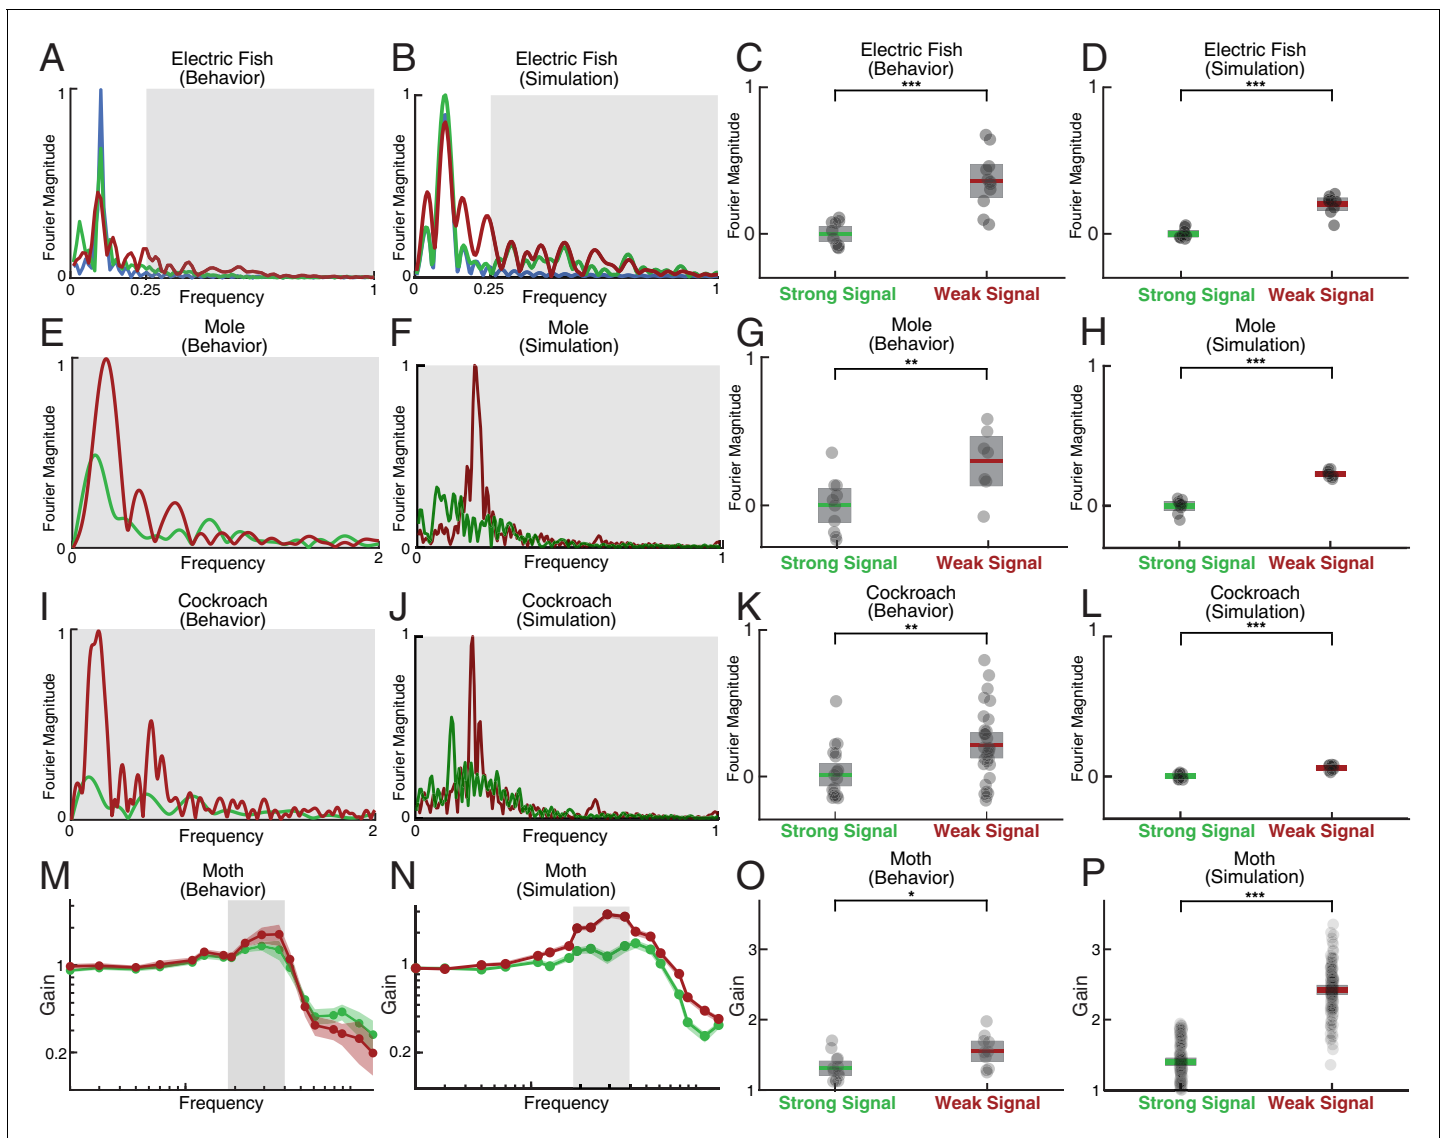 A
Electric Fish
(Behavior)
1
Fourier Magnitude
0
0
0.25
Frequency
1
B
Electric Fish
(Simulation)
1
Fourier Magnitude
0
0
0.25
Frequency
1
C
Electric Fish
(Behavior)
***
1
Fourier Magnitude
0
Strong Signal
Weak Signal
D
Electric Fish
(Simulation)
***
1
Fourier Magnitude
0
Strong Signal
Weak Signal
E
Mole
(Behavior)
1
Fourier Magnitude
0
0
Frequency
2
F
Mole
(Simulation)
1
Fourier Magnitude
0
0
Frequency
1
G
Mole
(Behavior)
**
1
Fourier Magnitude
0
Strong Signal
Weak Signal
H
Mole
(Simulation)
***
1
Fourier Magnitude
0
Strong Signal
Weak Signal
I
Cockroach
(Behavior)
1
Fourier Magnitude
0
0
Frequency
2
J
Cockroach
(Simulation)
1
Fourier Magnitude
0
0
Frequency
1
K
Cockroach
(Behavior)
**
1
Fourier Magnitude
0
Strong Signal
Weak Signal
L
Cockroach
(Simulation)
***
1
Fourier Magnitude
0
Strong Signal
Weak Signal
M
Moth
(Behavior)
1
Gain
0.2
Frequency
N
Moth
(Simulation)
1
Gain
0.2
Frequency
O
Moth
(Behavior)
*
3
Gain
2
1
Strong Signal
Weak Signal
P
Moth
(Simulation)
***
3
Gain
2
1
Strong Signal
Weak Signal